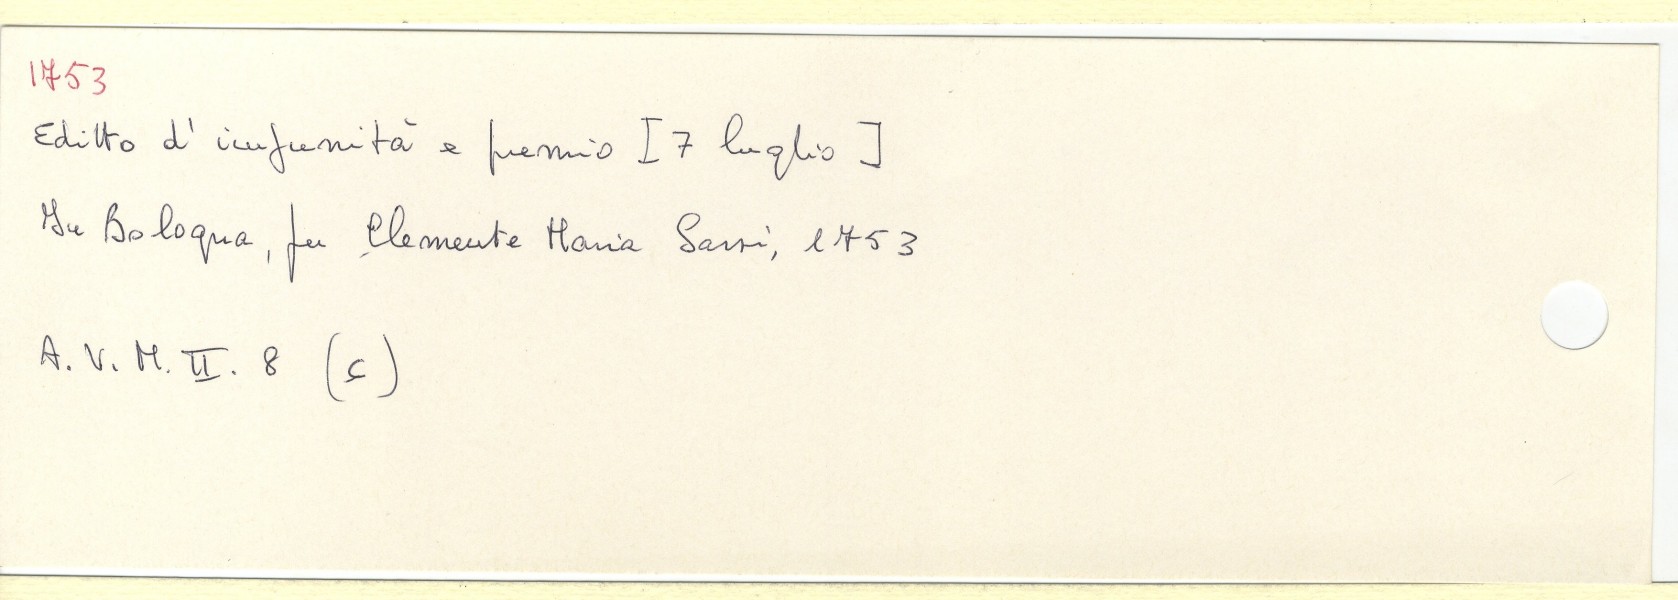 1753
Editto d' impunità e premio [7 luglio]
In Bologna, per Clemente Maria Sassi, 1753
A. V. M. II. 8 (c)